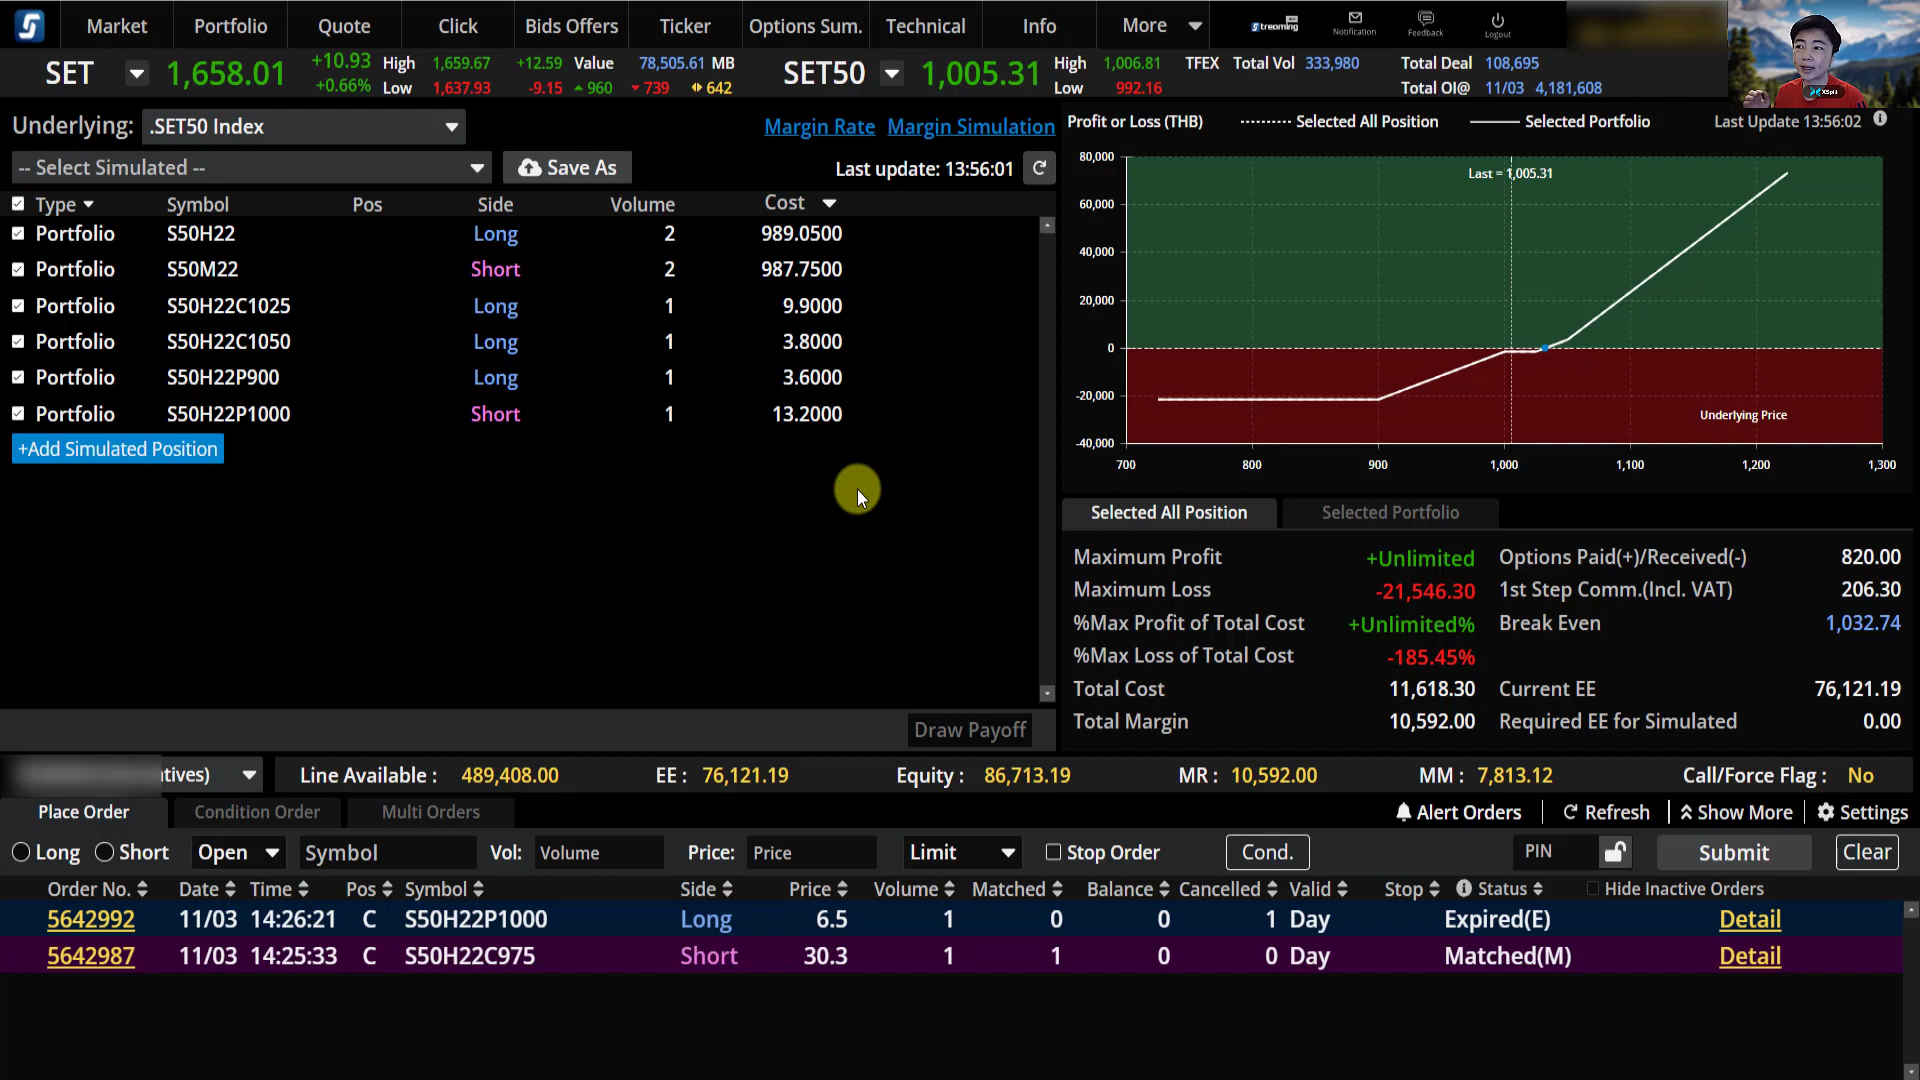 Market Portfolio Quote Click Bids Offers Ticker Options Sum. Technical Info More Streaming Notification Feedback Logout
SET 1,658.01 +10.93 +0.66% High 1,659.67 +12.59 Value 78,505.61 MB
Low 1,637.93 -9.15 960 739 642
SET50 1,005.31 High 1,006.81 TFEX Total Vol 333,980 Total Deal 108,695
Low 992.16 Total OI@ 11/03 4,181,608
XSplit
Underlying: .SET50 Index Margin Rate Margin Simulation
-- Select Simulated -- Save As Last update: 13:56:01
Type Symbol Pos Side Volume Cost
Portfolio S50H22 Long 2 989.0500
Portfolio S50M22 Short 2 987.7500
Portfolio S50H22C1025 Long 1 9.9000
Portfolio S50H22C1050 Long 1 3.8000
Portfolio S50H22P900 Long 1 3.6000
Portfolio S50H22P1000 Short 1 13.2000
+Add Simulated Position
Draw Payoff
Profit or Loss (THB) Selected All Position Selected Portfolio Last Update 13:56:02
Last = 1,005.31
80,000
60,000
40,000
20,000
0
-20,000
-40,000
Underlying Price
700 800 900 1,000 1,100 1,200 1,300
Selected All Position Selected Portfolio
Maximum Profit +Unlimited Options Paid(+)/Received(-) 820.00
Maximum Loss -21,546.30 1st Step Comm.(Incl. VAT) 206.30
%Max Profit of Total Cost +Unlimited% Break Even 1,032.74
%Max Loss of Total Cost -185.45%
Total Cost 11,618.30 Current EE 76,121.19
Total Margin 10,592.00 Required EE for Simulated 0.00
tives) Line Available : 489,408.00 EE : 76,121.19 Equity : 86,713.19 MR : 10,592.00 MM : 7,813.12 Call/Force Flag : No
Place Order Condition Order Multi Orders Alert Orders Refresh Show More Settings
Long Short Open Symbol Vol: Volume Price: Price Limit Stop Order Cond. PIN Submit Clear
Order No. Date Time Pos Symbol Side Price Volume Matched Balance Cancelled Valid Stop Status Hide Inactive Orders
5642992 11/03 14:26:21 C S50H22P1000 Long 6.5 1 0 0 1 Day Expired(E) Detail
5642987 11/03 14:25:33 C S50H22C975 Short 30.3 1 1 0 0 Day Matched(M) Detail